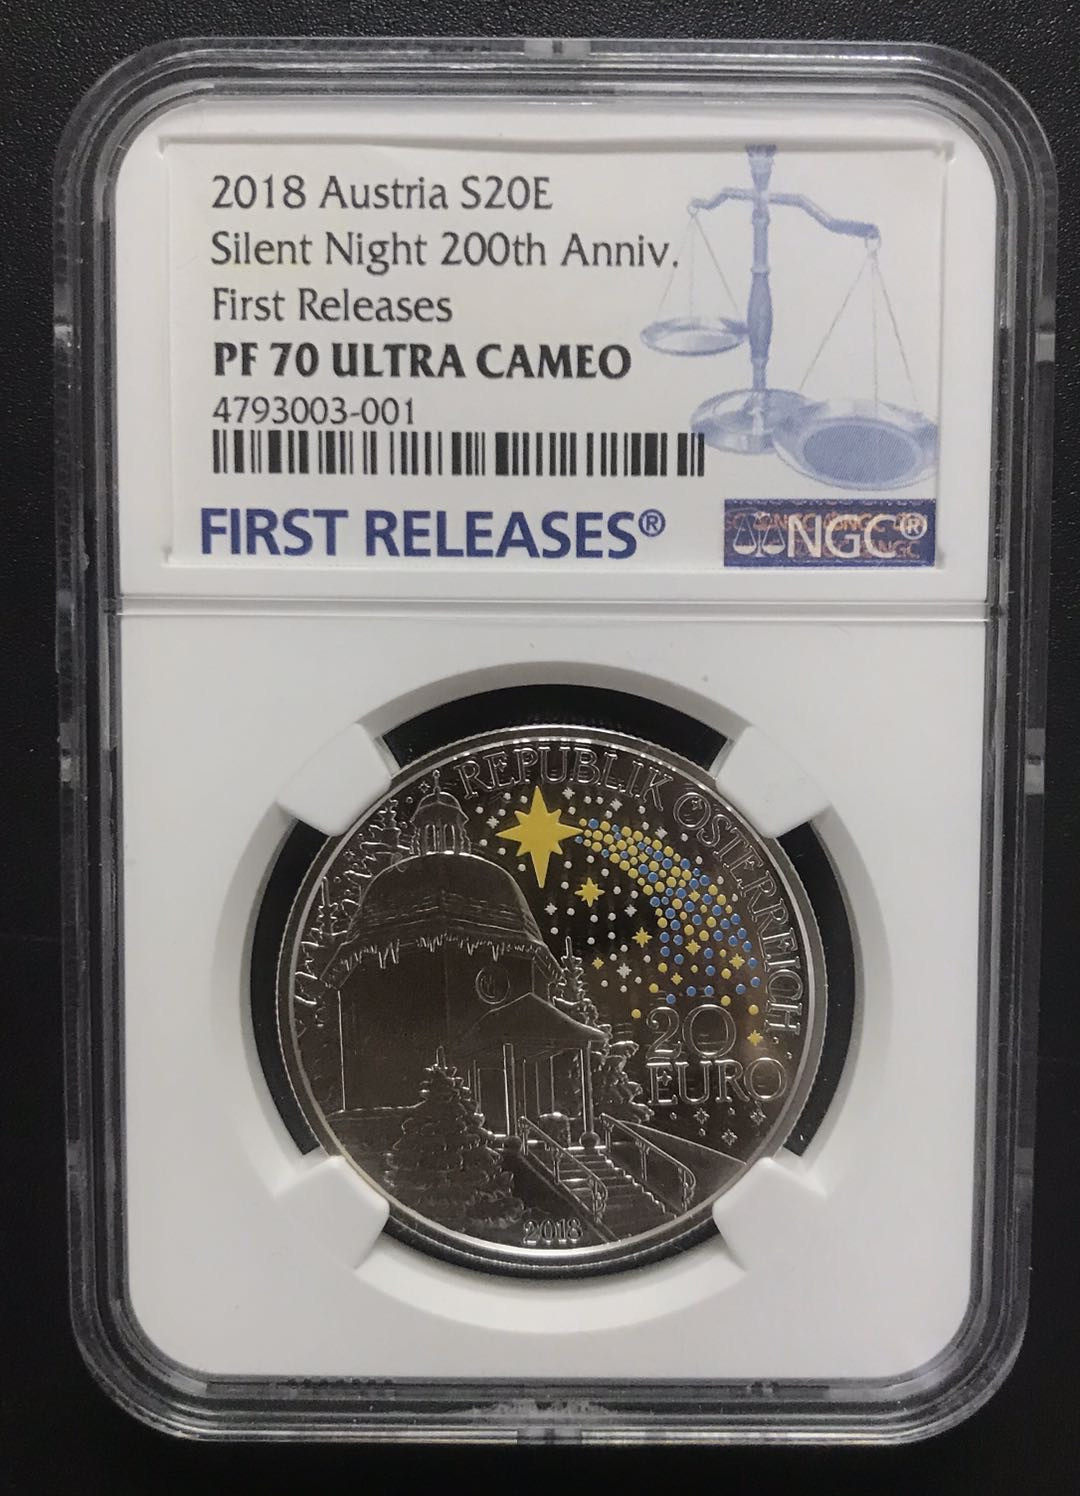 2018 Austria S20E
Silent Night 200th Anniv.
First Releases
PF 70 ULTRA CAMEO
4793003-001
FIRST RELEASES®
NGC®
REPUBLIK ÖSTERREICH
20
EURO
2018